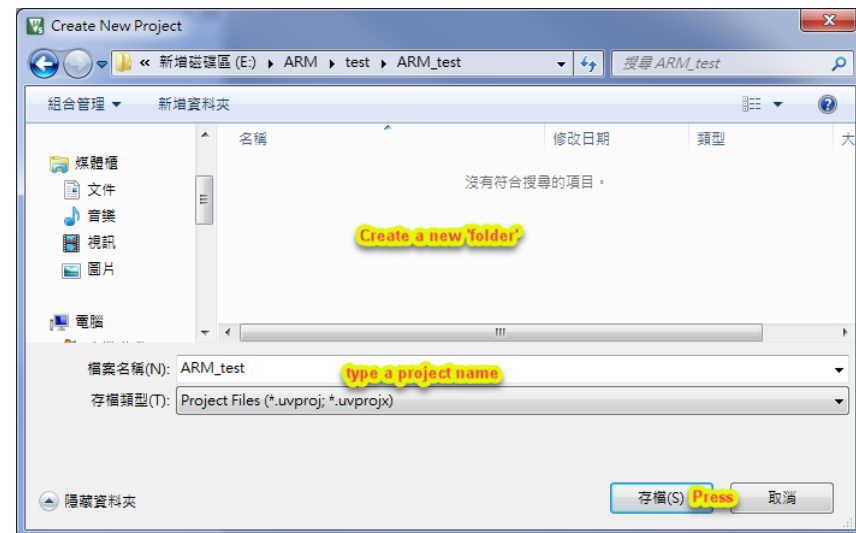 Create New Project
« 新增磁碟區 (E:) ▸ ARM ▸ test ▸ ARM_test
搜尋 ARM_test
組合管理 ▼
新增資料夾
名稱
修改日期
類型
大
沒有符合搜尋的項目。
媒體櫃
文件
音樂
視訊
圖片
電腦
Create a new 'folder'
檔案名稱(N):
ARM_test
type a project name
存檔類型(T):
Project Files (*.uvproj; *.uvprojx)
隱藏資料夾
存檔(S)
Press
取消